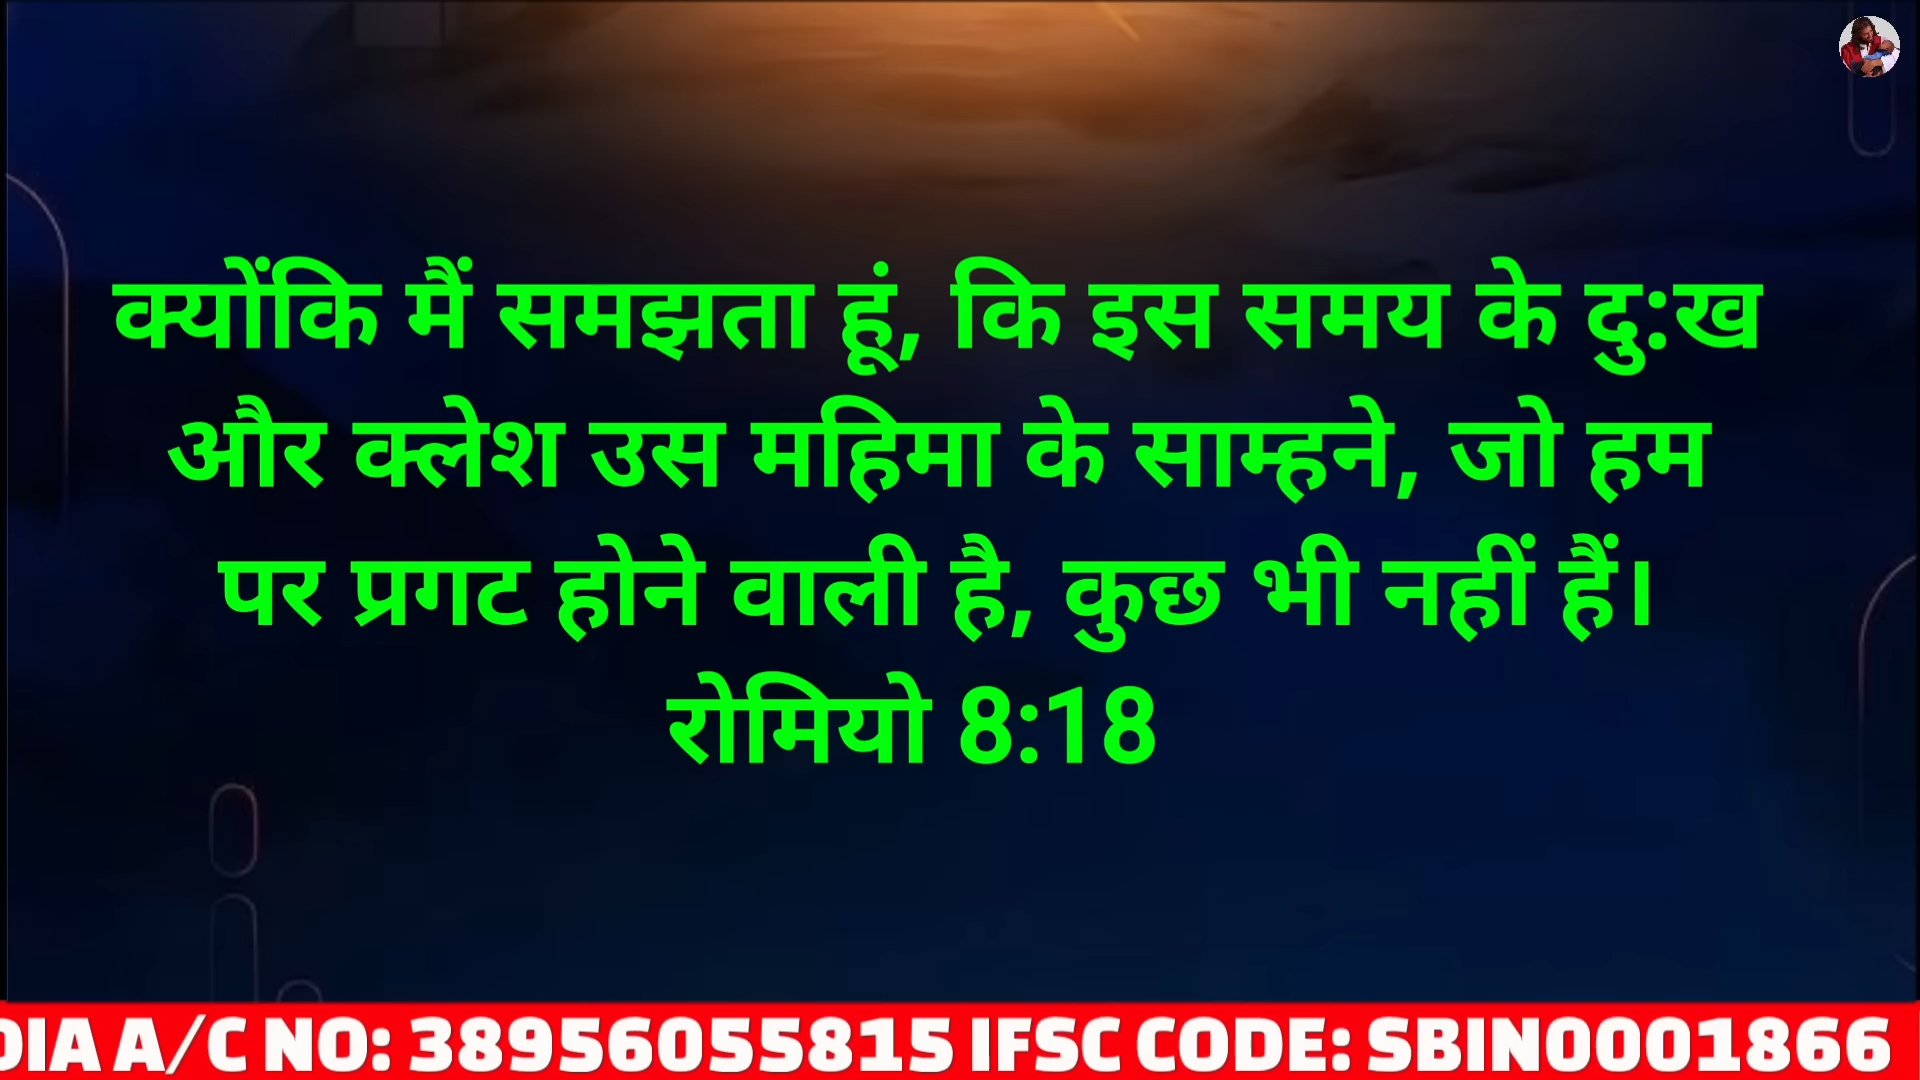 क्योंकि मैं समझता हूं, कि इस समय के दु:ख
और क्लेश उस महिमा के साम्हने, जो हम
पर प्रगट होने वाली है, कुछ भी नहीं हैं।
रोमियो 8:18
DIA A/C NO: 38956055815 IFSC CODE: SBIN0001866